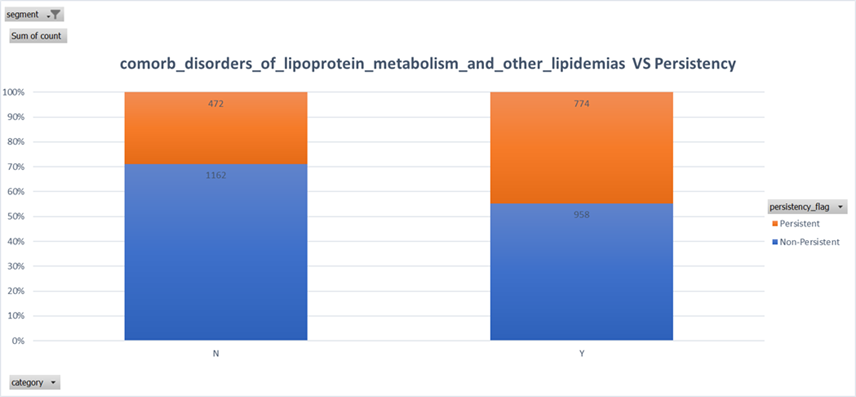 segment
Sum of count
comorb_disorders_of_lipoprotein_metabolism_and_other_lipidemias VS Persistency
100%
90%
80%
70%
60%
50%
40%
30%
20%
10%
0%
472
1162
774
958
N
Y
persistency_flag
Persistent
Non-Persistent
category